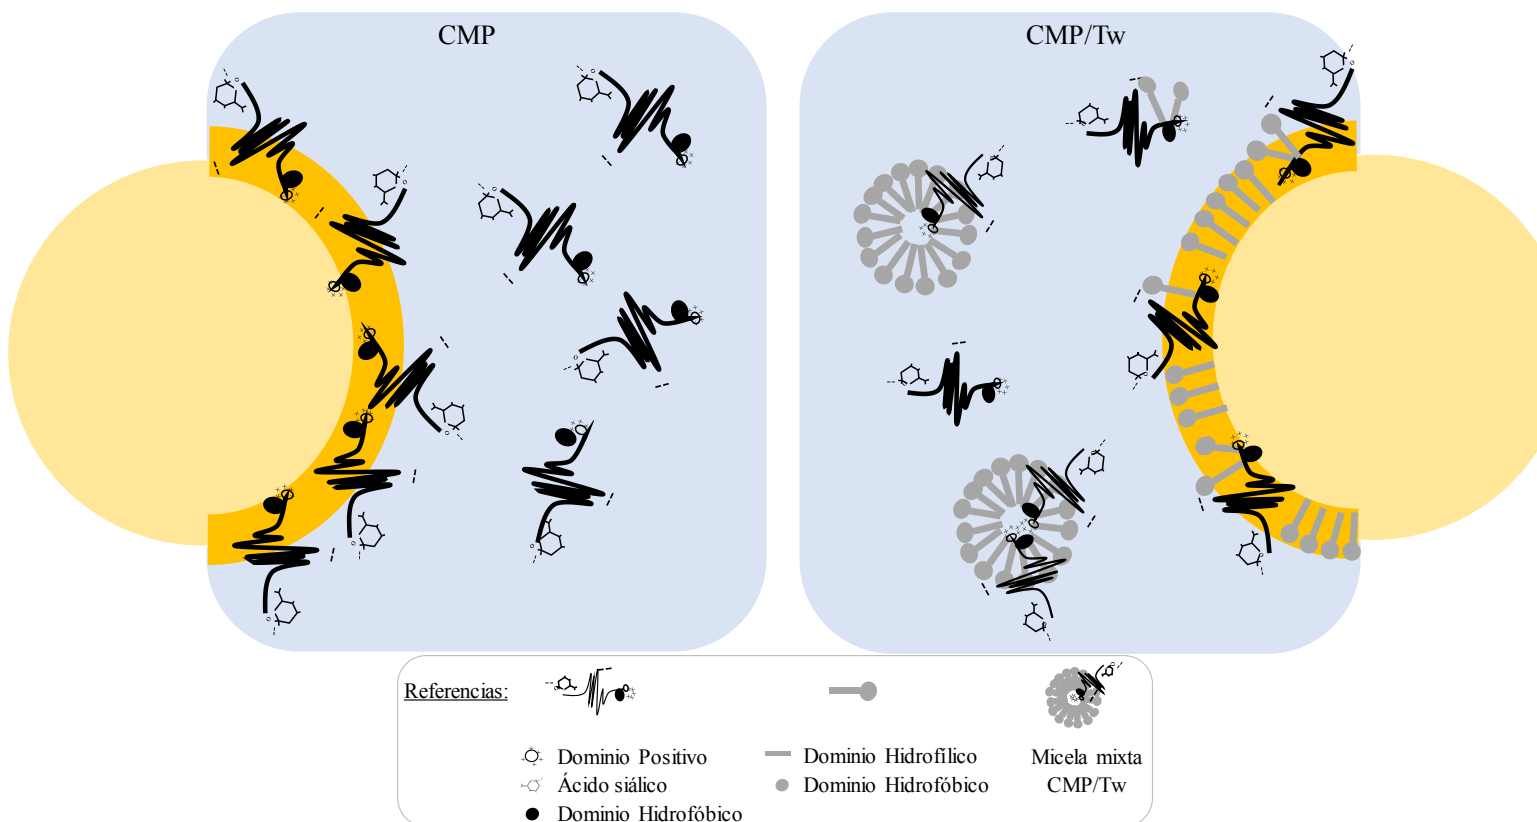 CMP
CMP/Tw
Referencias:
Dominio Positivo
Ácido siálico
Dominio Hidrofóbico
Dominio Hidrofílico
Dominio Hidrofóbico
Micela mixta
CMP/Tw